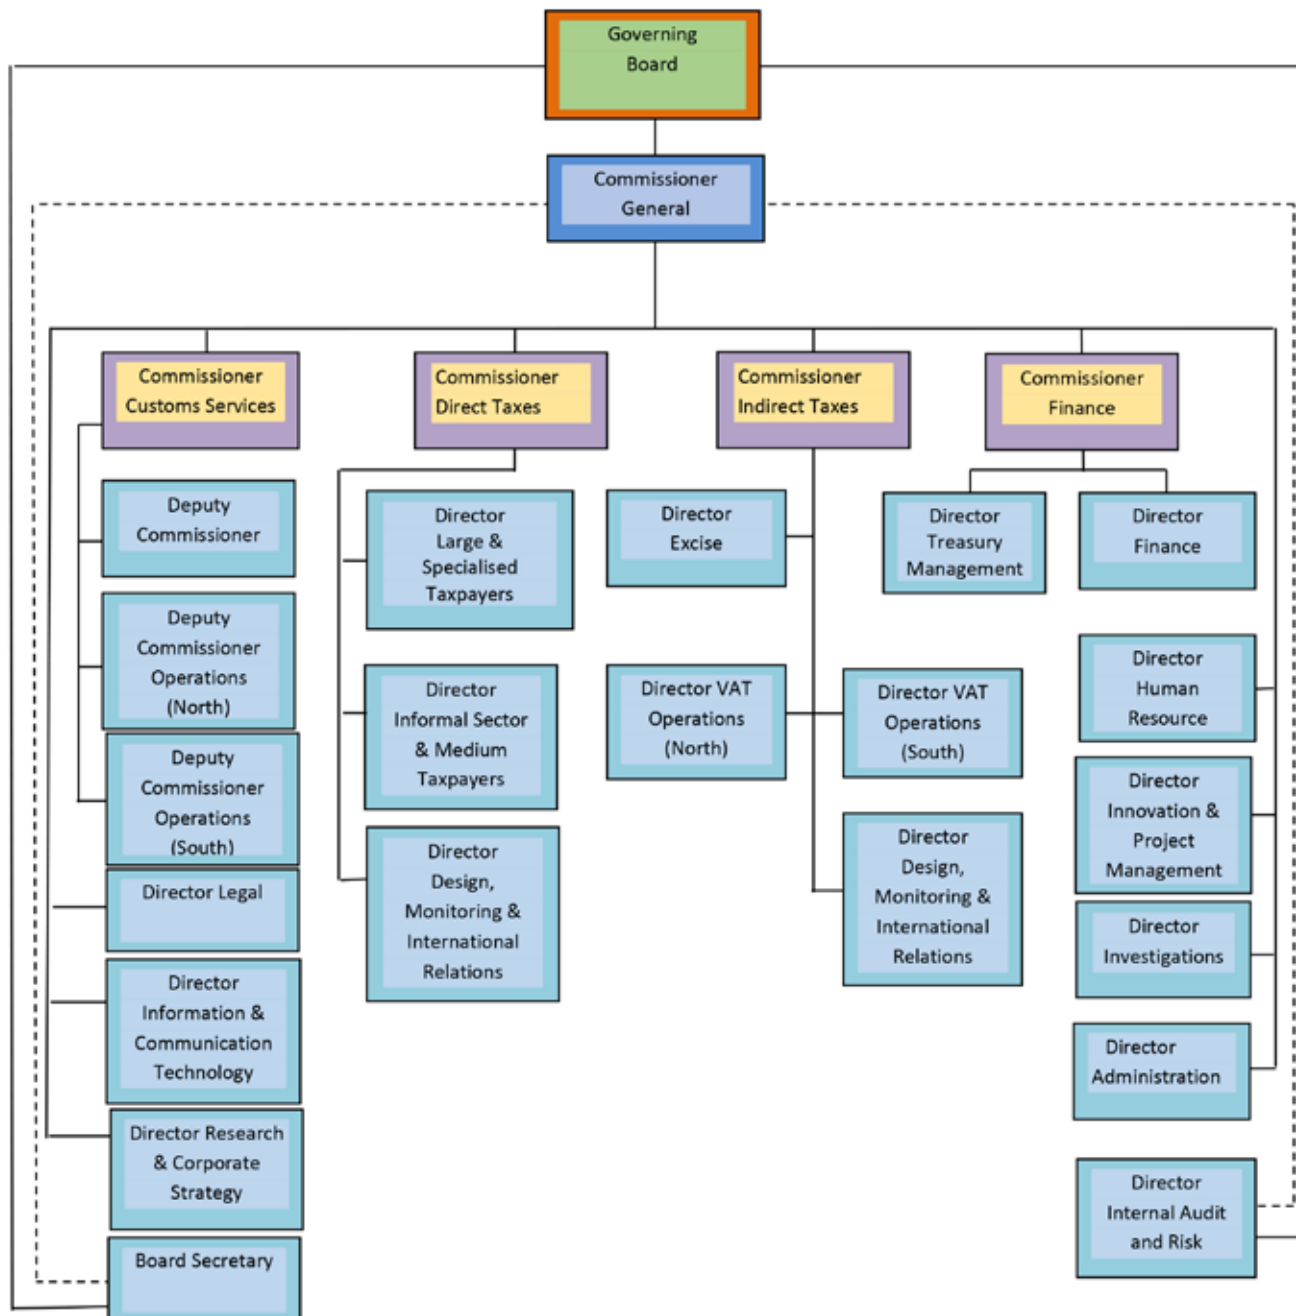 Governing
Board
Commissioner
General
Commissioner
Customs Services
Commissioner
Direct Taxes
Commissioner
Indirect Taxes
Commissioner
Finance
Deputy
Commissioner
Deputy
Commissioner
Operations
(North)
Deputy
Commissioner
Operations
(South)
Director Legal
Director
Information &
Communication
Technology
Director Research
& Corporate
Strategy
Board Secretary
Director
Large &
Specialised
Taxpayers
Director
Informal Sector
& Medium
Taxpayers
Director
Design,
Monitoring &
International
Relations
Director
Excise
Director VAT
Operations
(North)
Director VAT
Operations
(South)
Director
Design,
Monitoring &
International
Relations
Director
Treasury
Management
Director
Finance
Director
Human
Resource
Director
Innovation &
Project
Management
Director
Investigations
Director
Administration
Director
Internal Audit
and Risk